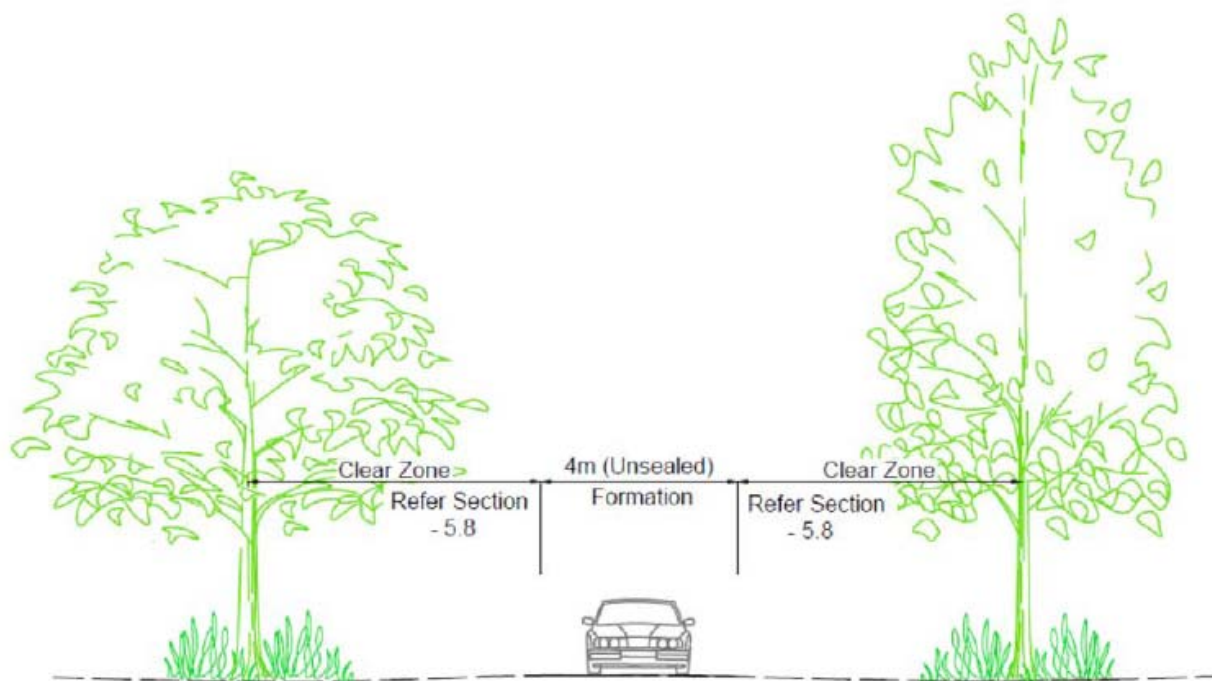 Clear Zone
Refer Section
- 5.8
4m (Unsealed)
Formation
Clear Zone
Refer Section
- 5.8